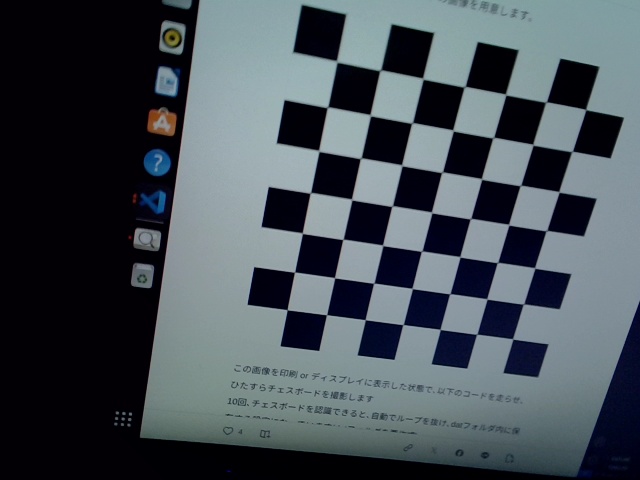 の画像を用意します。
この画像を印刷 or ディスプレイに表示した状態で、以下のコードを走らせ、
ひたすらチェスボードを撮影します
10回、チェスボードを認識できると、自動でループを抜け、datフォルダ内に保
4